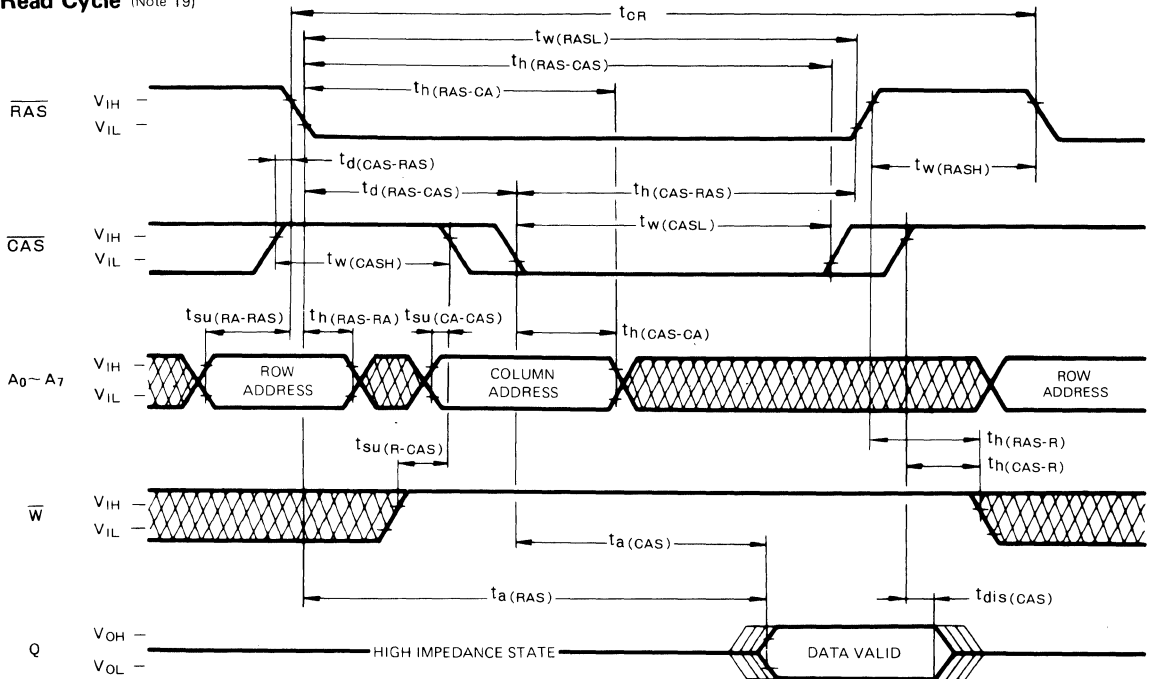 Read Cycle (Note 19)
tCR
tw(RASL)
th(RAS-CAS)
th(RAS-CA)
RAS
VIH
VIL
td(CAS-RAS)
tw(RASH)
td(RAS-CAS)
th(CAS-RAS)
CAS
VIH
VIL
tw(CASL)
tw(CASH)
tsu(RA-RAS)
th(RAS-RA)
tsu(CA-CAS)
th(CAS-CA)
A0~A7
VIH
VIL
ROW ADDRESS
COLUMN ADDRESS
ROW ADDRESS
tsu(R-CAS)
th(RAS-R)
th(CAS-R)
W
VIH
VIL
ta(CAS)
ta(RAS)
tdis(CAS)
Q
VOH
VOL
HIGH IMPEDANCE STATE
DATA VALID